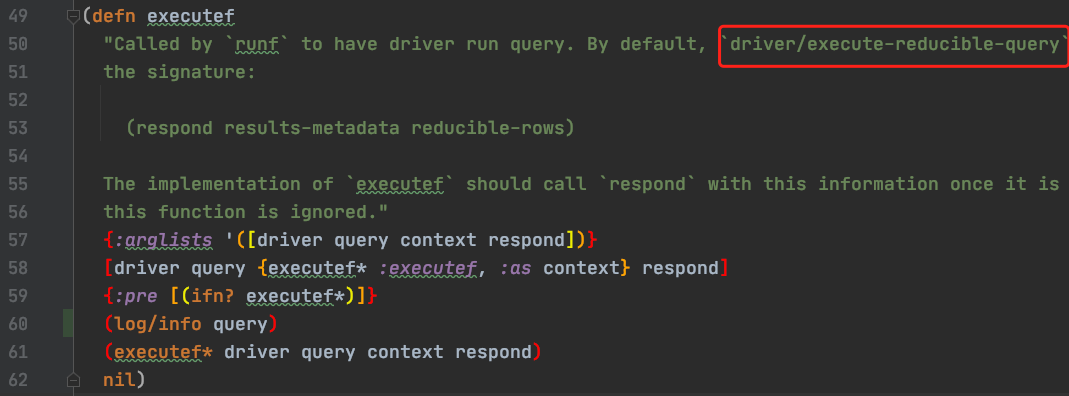 49 (defn executef
50 "Called by `runf` to have driver run query. By default, `driver/execute-reducible-query`
51 the signature:
52
53 (respond results-metadata reducible-rows)
54
55 The implementation of `executef` should call `respond` with this information once it is
56 this function is ignored."
57 {:arglists '([driver query context respond])}
58 [driver query {executef* :executef, :as context} respond]
59 {:pre [(ifn? executef*)]}
60 (log/info query)
61 (executef* driver query context respond)
62 nil)